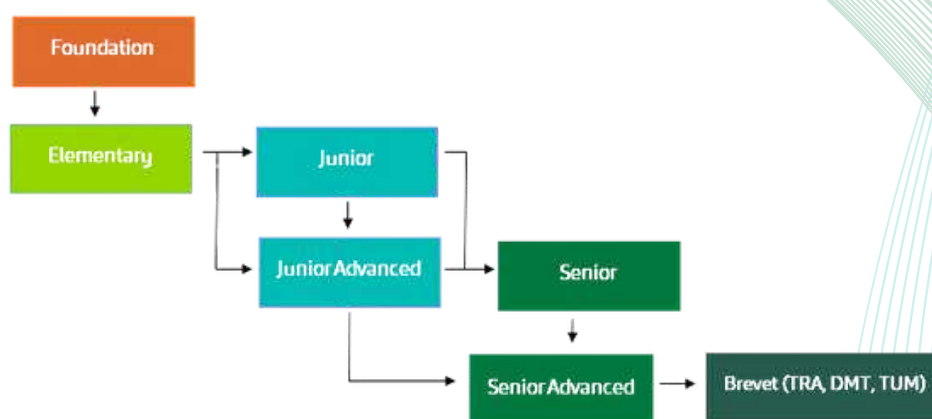 Foundation
Elementary
Junior
Junior Advanced
Senior
Senior Advanced
Brevet (TRA, DMT, TUM)